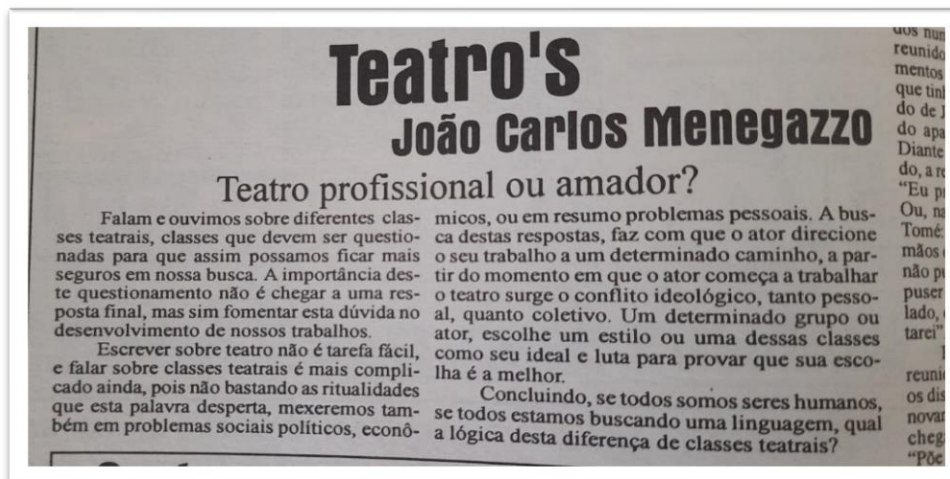 Teatro's
João Carlos Menegazzo
Teatro profissional ou amador?
Falam e ouvimos sobre diferentes clas-
ses teatrais, classes que devem ser questio-
nadas para que assim possamos ficar mais
seguros em nossa busca. A importância des-
te questionamento não é chegar a uma res-
posta final, mas sim fomentar esta dúvida no
desenvolvimento de nossos trabalhos.
Escrever sobre teatro não é tarefa fácil,
e falar sobre classes teatrais é mais compli-
cado ainda, pois não bastando as ritualidades
que esta palavra desperta, mexeremos tam-
bém em problemas sociais políticos, econô-
micos, ou em resumo problemas pessoais. A bus-
ca destas respostas, faz com que o ator direcione
o seu trabalho a um determinado caminho, a par-
tir do momento em que o ator começa a trabalhar
o teatro surge o conflito ideológico, tanto pesso-
al, quanto coletivo. Um determinado grupo ou
ator, escolhe um estilo ou uma dessas classes
como seu ideal e luta para provar que sua esco-
lha é a melhor.
Concluindo, se todos somos seres humanos,
se todos estamos buscando uma linguagem, qual
a lógica desta diferença de classes teatrais?
reunido
mentos
que
do de
do apa
Diante
do, a
"Eu
Ou,
Tomé:
mãos
não
puser
lado,
tarei"
reuni
os dis
novar
cheg
"Põe